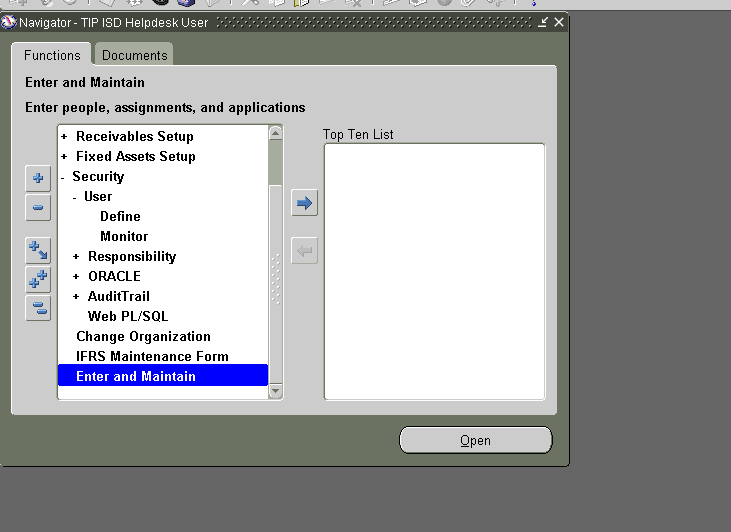 Navigator - TIP ISD Helpdesk User
Functions
Documents
Enter and Maintain
Enter people, assignments, and applications
+ Receivables Setup
+ Fixed Assets Setup
- Security
- User
Define
Monitor
+ Responsibility
+ ORACLE
+ AuditTrail
Web PL/SQL
Change Organization
IFRS Maintenance Form
Enter and Maintain
Top Ten List
Open